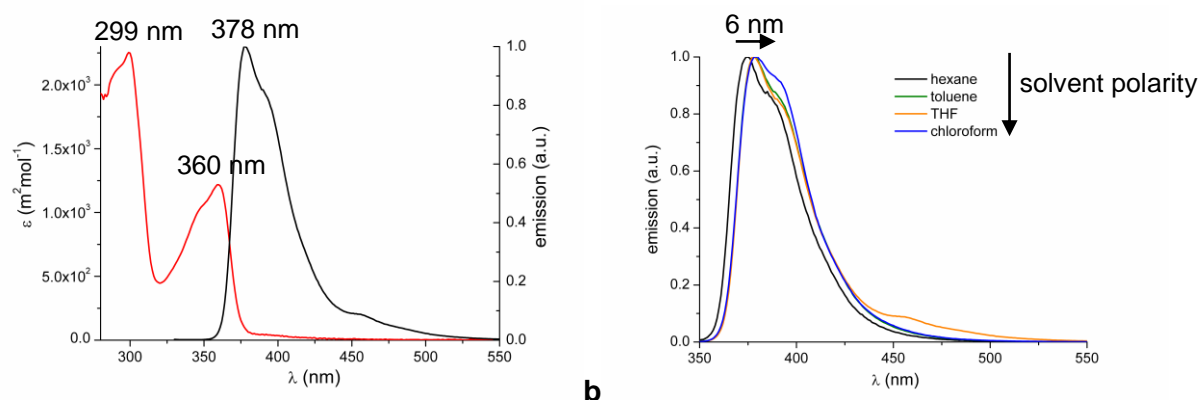 299 nm
378 nm
360 nm
2.0x10³
1.5x10³
1.0x10³
5.0x10²
0.0
ε (m²mol⁻¹)
1.0
0.8
0.6
0.4
0.2
0.0
emission (a.u.)
300 350 400 450 500 550
λ (nm)
b
6 nm
1.0
0.8
0.6
0.4
0.2
0.0
emission (a.u.)
hexane
toluene
THF
chloroform
solvent polarity
350 400 450 500 550
λ (nm)